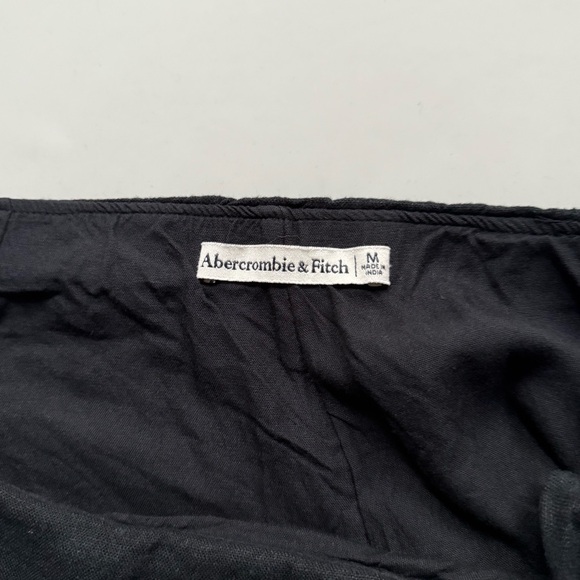 Abercrombie & Fitch
M
MADE IN
INDIA